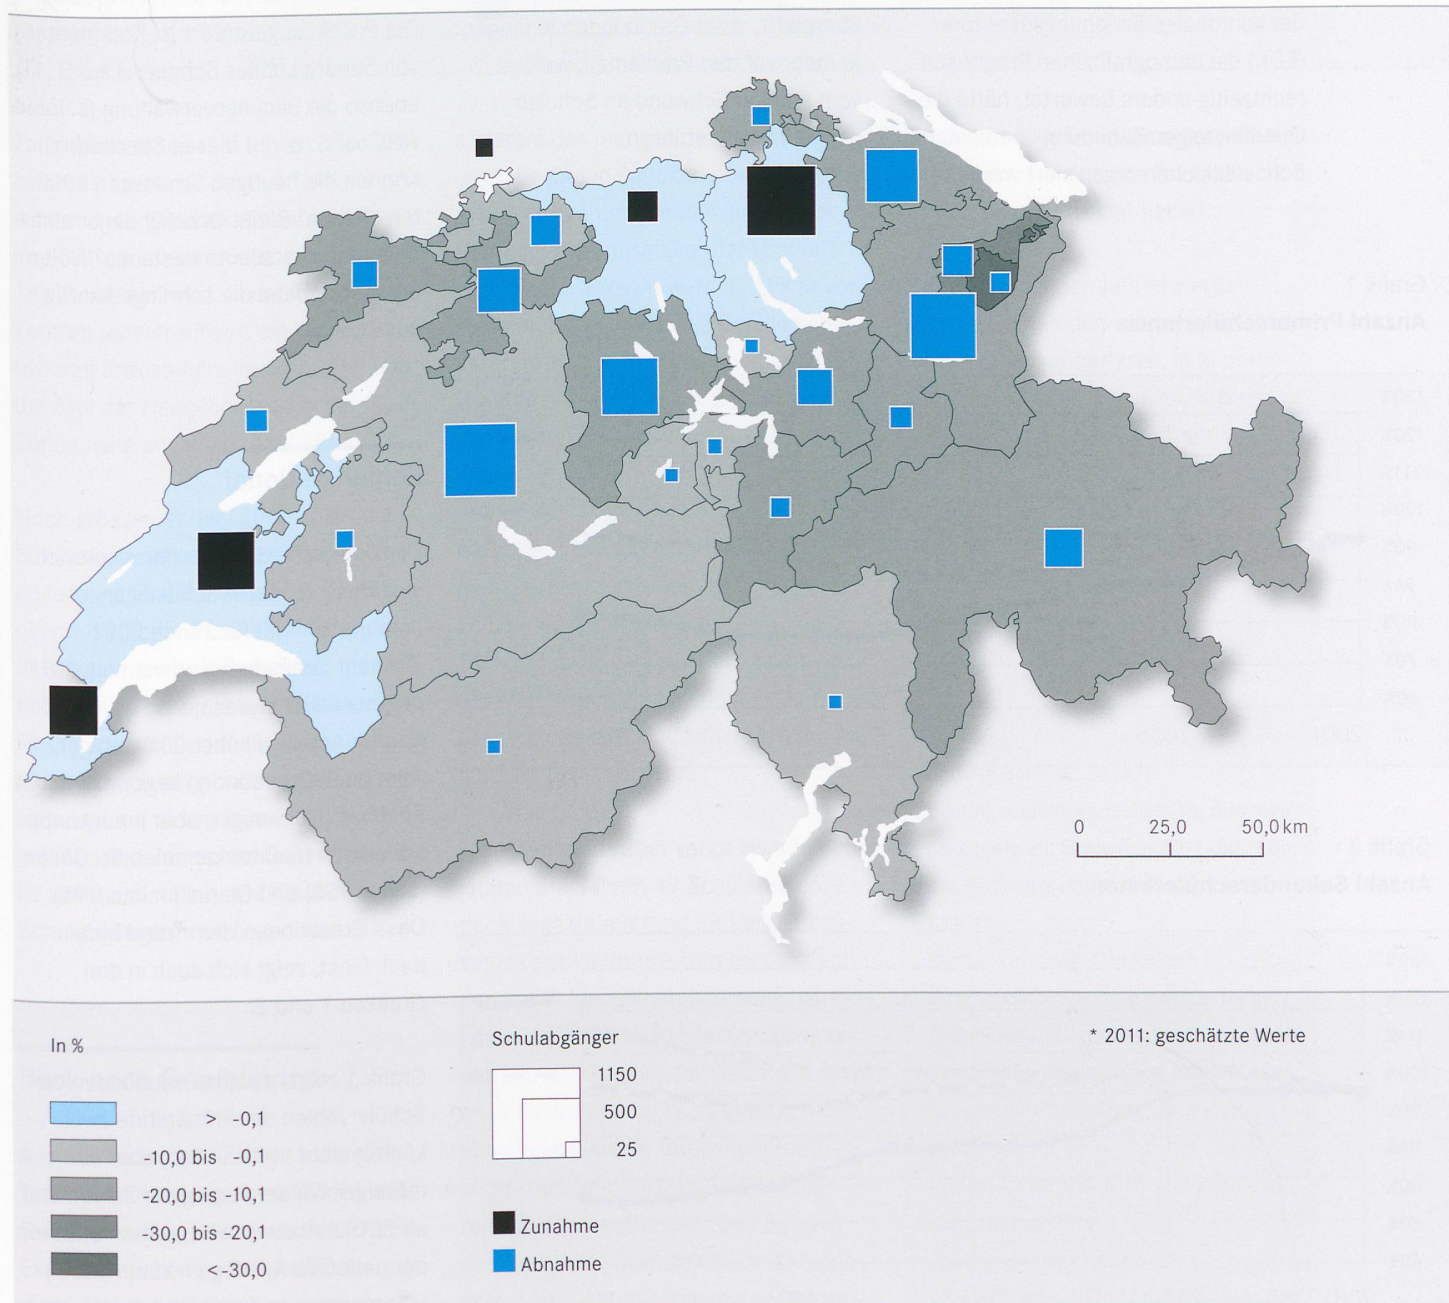 0 25,0 50,0 km
In %
> -0,1
-10,0 bis -0,1
-20,0 bis -10,1
-30,0 bis -20,1
<-30,0
Schulabgänger
1150
500
25
Zunahme
Abnahme
* 2011: geschätzte Werte